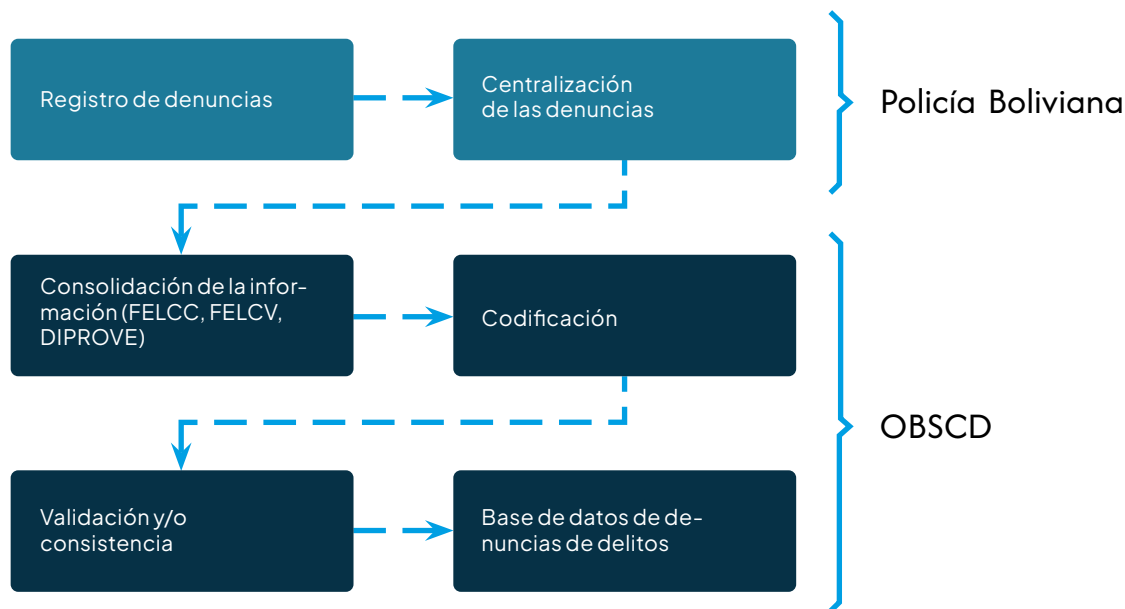 Registro de denuncias
Centralización
de las denuncias
Policía Boliviana
Consolidación de la infor-
mación (FELCC, FELCV,
DIPROVE)
Codificación
OBSCD
Validación y/o
consistencia
Base de datos de de-
nuncias de delitos